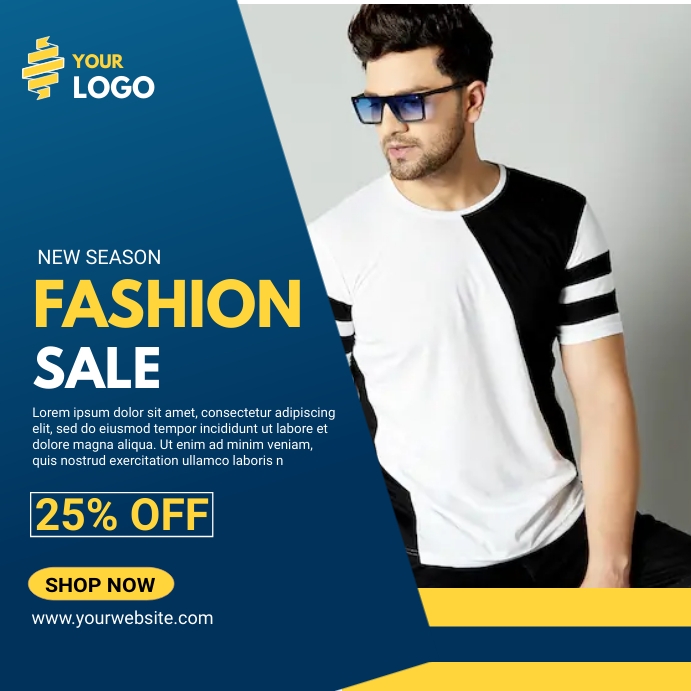 YOUR
LOGO
NEW SEASON
FASHION
SALE
Lorem ipsum dolor sit amet, consectetur adipiscing
elit, sed do eiusmod tempor incididunt ut labore et
dolore magna aliqua. Ut enim ad minim veniam,
quis nostrud exercitation ullamco laboris n
25% OFF
SHOP NOW
www.yourwebsite.com